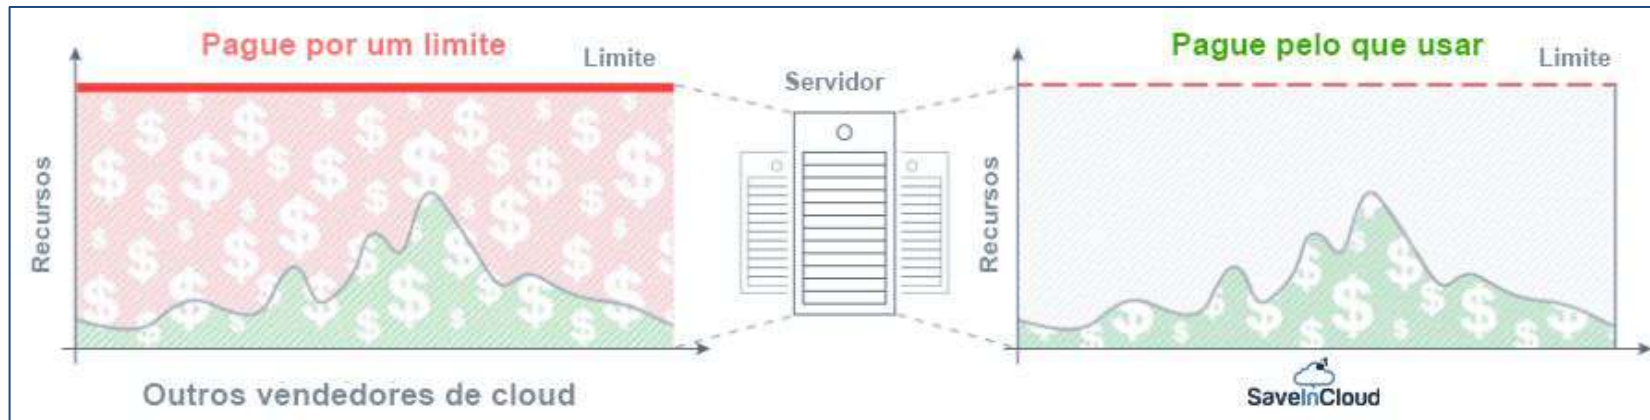 Pague por um limite
Limite
Recursos
Outros vendedores de cloud
Servidor
Pague pelo que usar
Limite
Recursos
SaveInCloud